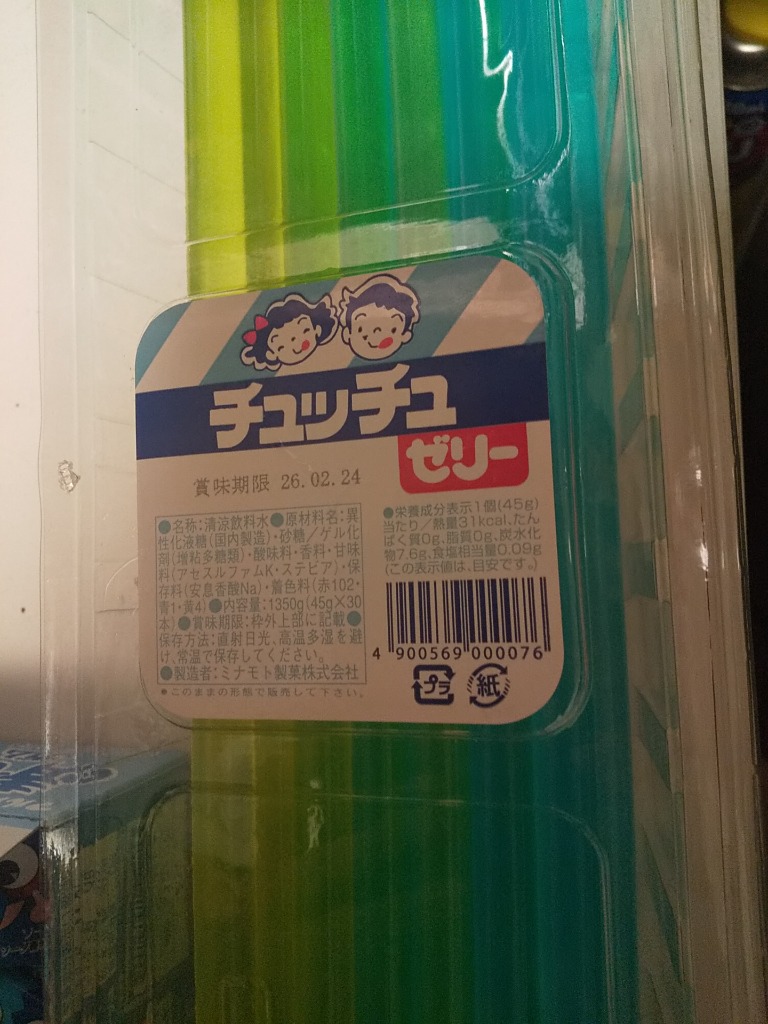 チュッチュ
ゼリー
賞味期限 26.02.24
●名称:清涼飲料水●原材料名:異
性化液糖(国内製造)・砂糖/ゲル化
剤(増粘多糖類)・酸味料・香料・甘味
料(アセスルファムK・ステビア)・保
存料(安息香酸Na)・着色料(赤102・
青1・黄4)●内容量:1350g(45g×30
本)●賞味期限:枠外上部に記載●
保存方法:直射日光、高温多湿を避
け、常温で保存してください。
●製造者:ミナモト製菓株式会社
●このままの形態で販売して下さい。
●栄養成分表示1個(45g)
当たり/熱量31kcal、たん
ぱく質0g、脂質0g、炭水化
物7.6g、食塩相当量0.09g
(この表示値は、目安です。)
4 900569 000076
プラ
紙